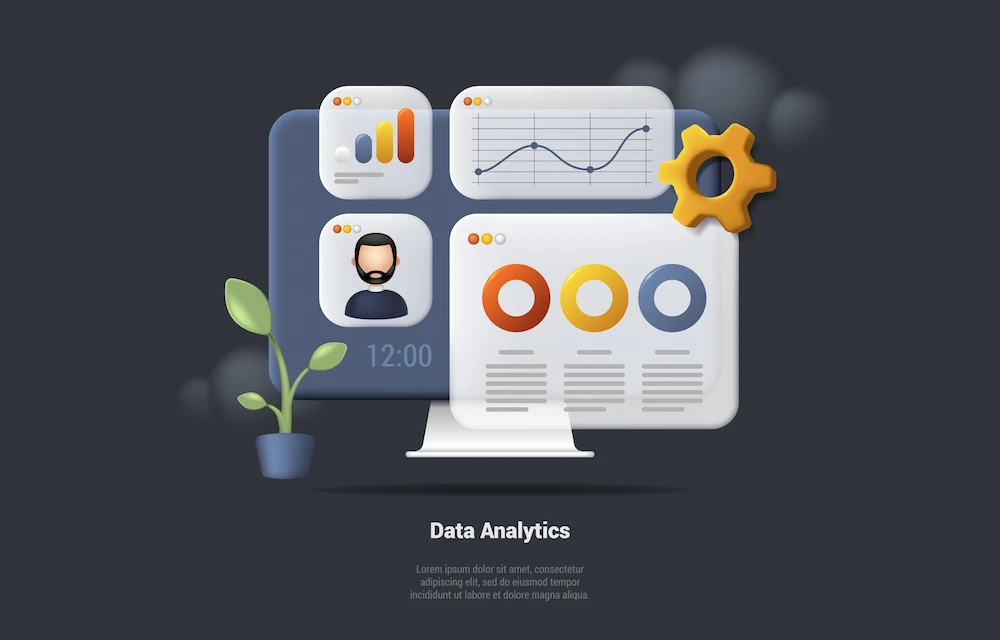 12:00
Data Analytics
Lorem ipsum dolor sit amet, consectetur
adipiscing elit, sed do eiusmod tempor
incididunt ut labore et dolore magna aliqua.